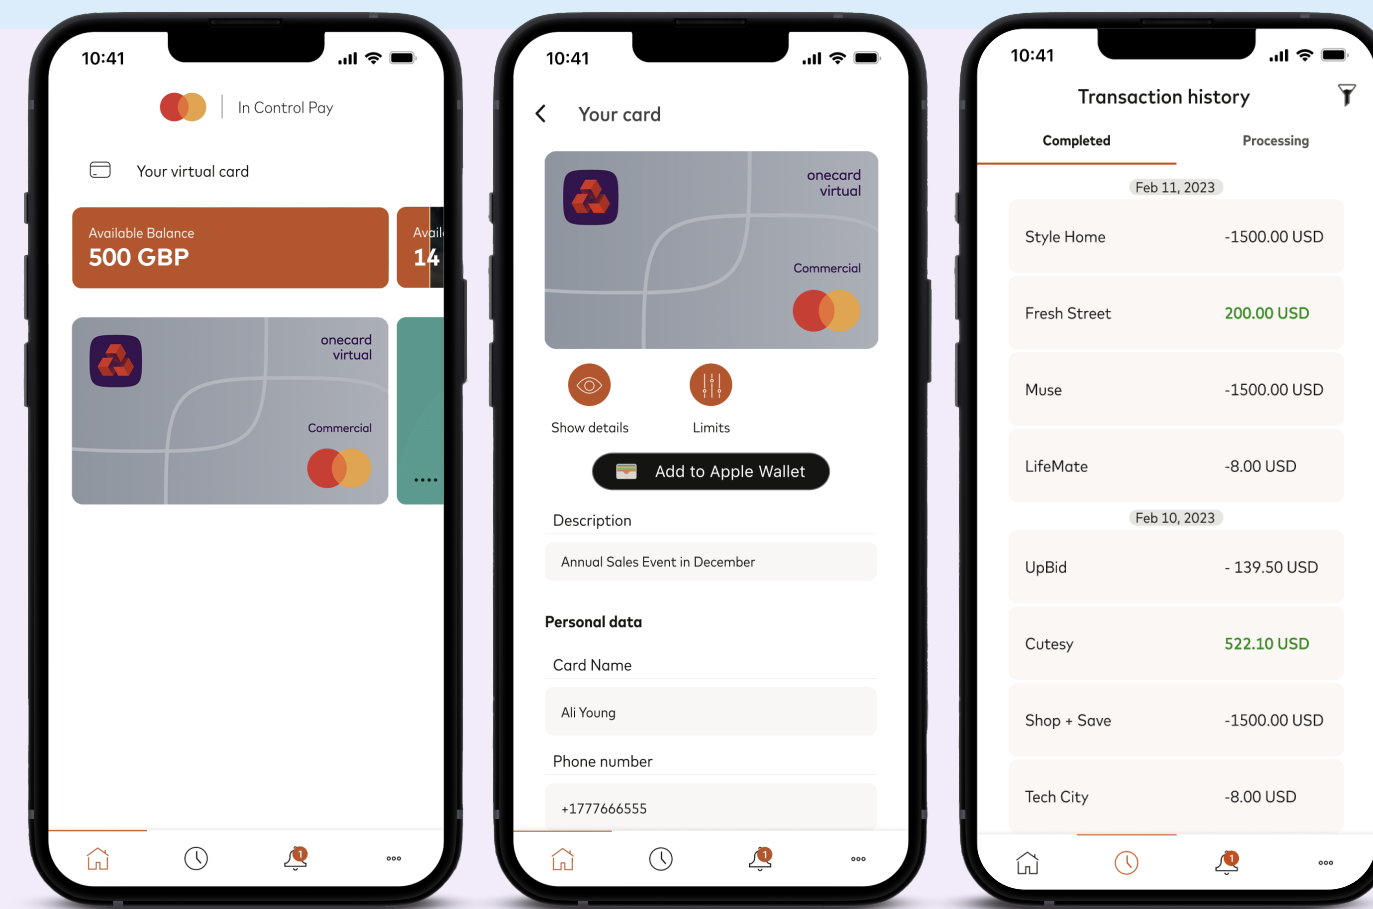 10:41
In Control Pay
Your virtual card
Available Balance
500 GBP
14
onecard
virtual
Commercial
10:41
Your card
onecard
virtual
Commercial
Show details
Limits
Add to Apple Wallet
Description
Annual Sales Event in December
Personal data
Card Name
Ali Young
Phone number
+1777666555
1
1
10:41
Transaction history
Completed
Processing
Feb 11, 2023
Style Home -1500.00 USD
Fresh Street 200.00 USD
Muse -1500.00 USD
LifeMate -8.00 USD
Feb 10, 2023
UpBid - 139.50 USD
Cutesy 522.10 USD
Shop + Save -1500.00 USD
Tech City -8.00 USD
1